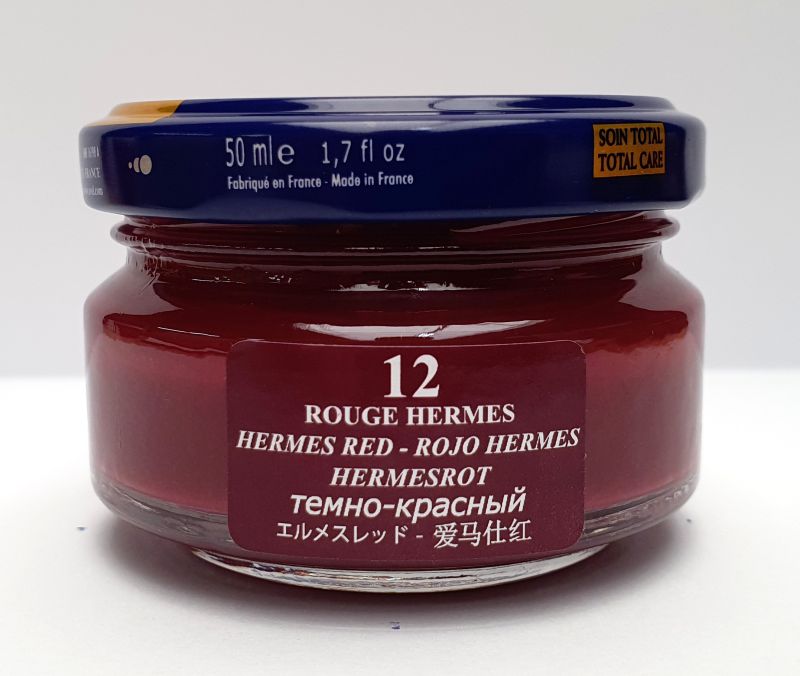 50 ml e 1,7 fl oz
Fabriqué en France - Made in France
SOIN TOTAL
TOTAL CARE
12
ROUGE HERMES
HERMES RED - ROJO HERMES
HERMESROT
темно-красный
エルメスレッド - 爱马仕红